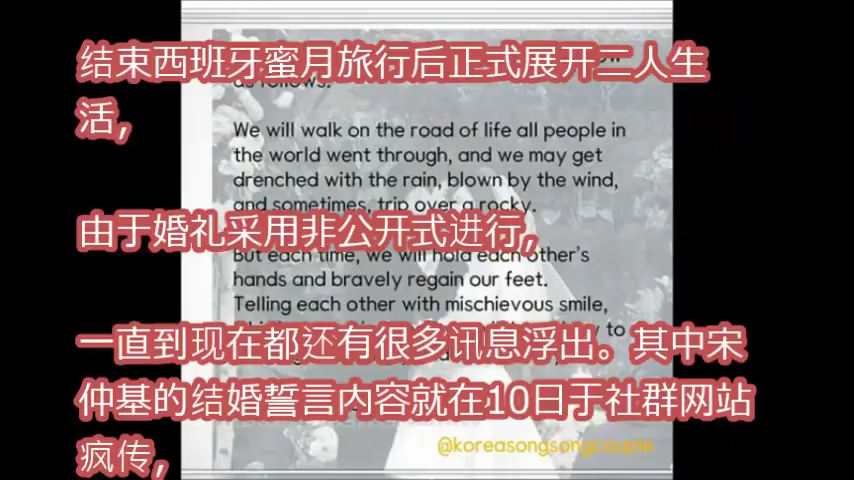 结束西班牙蜜月旅行后正式展开二人生
活，
as follows.
We will walk on the road of life all people in
the world went through, and we may get
drenched with the rain, blown by the wind,
and sometimes, trip over a rocky.
由于婚礼采用非公开式进行，
But each time, we will hold each other's
hands and bravely regain our feet.
Telling each other with mischievous smile,
to
一直到现在都还有很多讯息浮出。其中宋
仲基的结婚誓言内容就在10日于社群网站
疯传，
@koreasongsongcouple